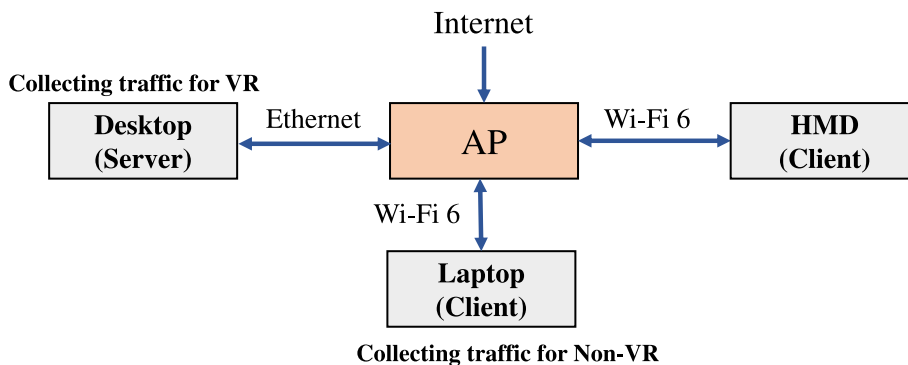 Internet
Collecting traffic for VR
Desktop
(Server)
Ethernet
AP
Wi-Fi 6
HMD
(Client)
Wi-Fi 6
Laptop
(Client)
Collecting traffic for Non-VR